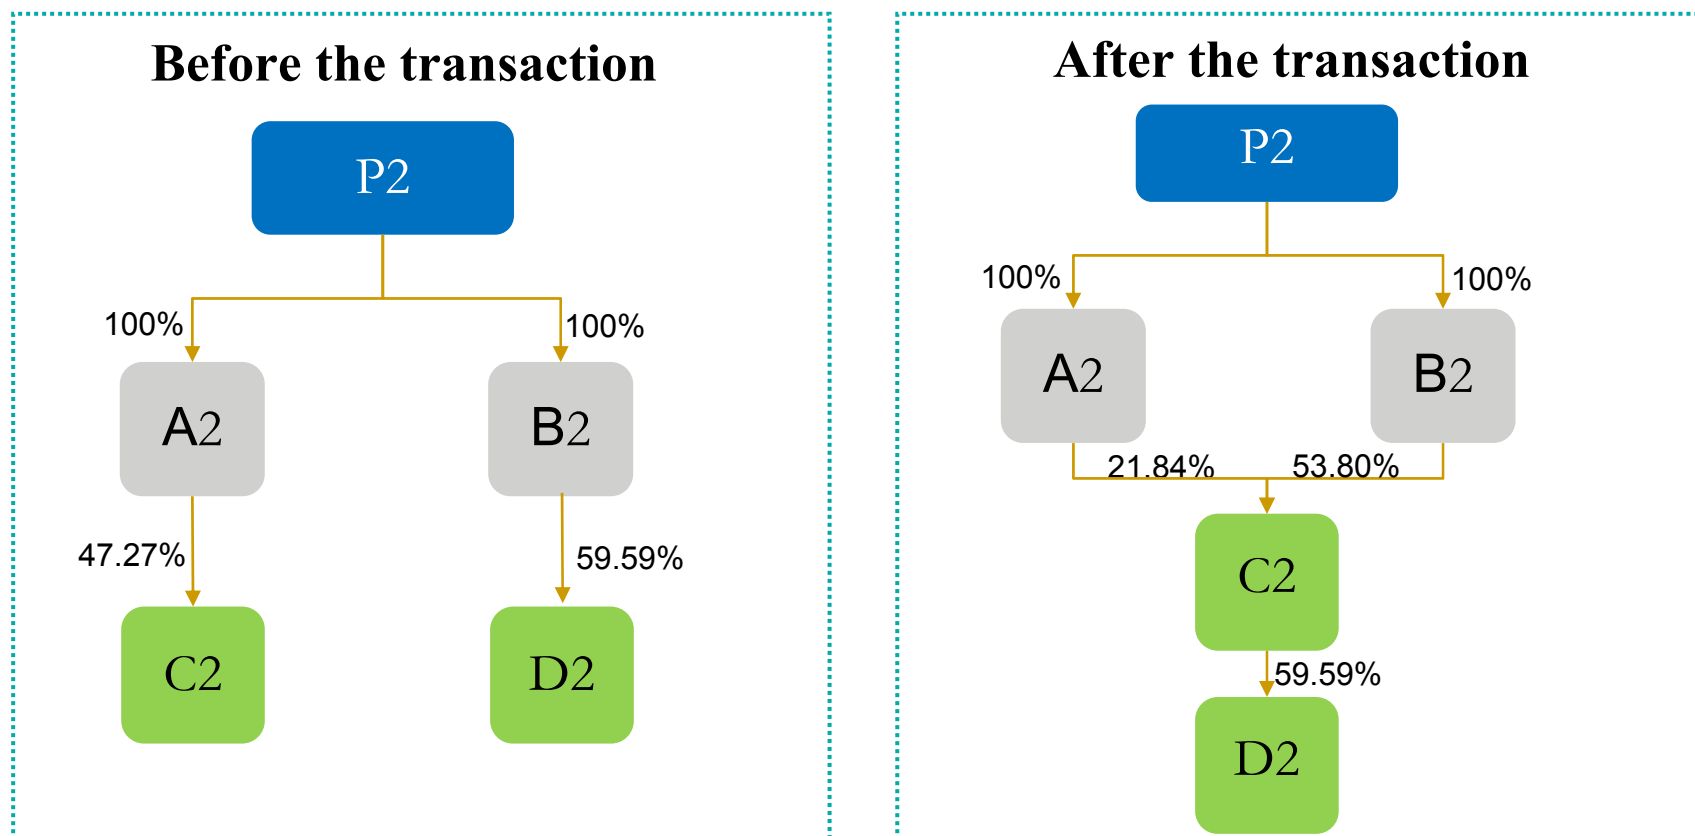 Before the transaction
P2
100%
100%
A2
B2
47.27%
59.59%
C2
D2
After the transaction
P2
100%
100%
A2
B2
21.84%
53.80%
C2
59.59%
D2